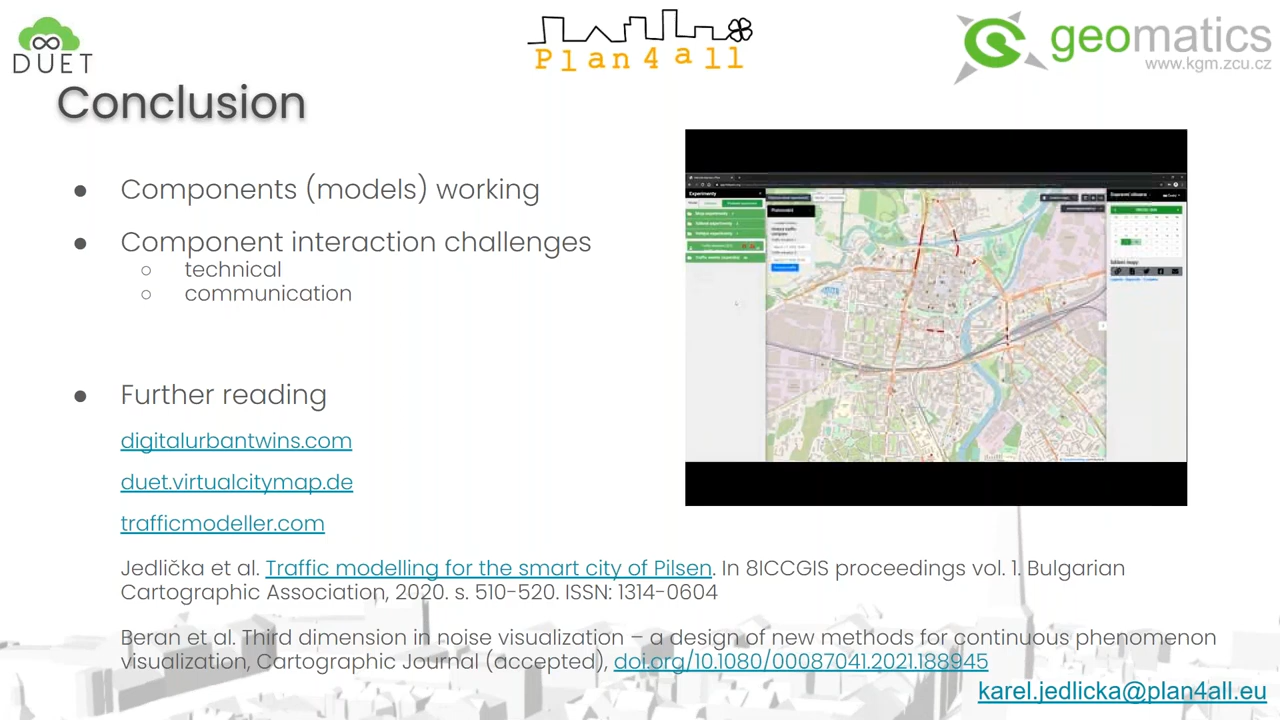 DUET
Plan4all
geomatics
www.kgm.zcu.cz
Conclusion
● Components (models) working
● Component interaction challenges
○ technical
○ communication
● Further reading
digitalurbantwins.com
duet.virtualcitymap.de
trafficmodeller.com
Jedlička et al. Traffic modelling for the smart city of Pilsen. In 8ICCGIS proceedings vol. 1. Bulgarian
Cartographic Association, 2020. s. 510-520. ISSN: 1314-0604
Beran et al. Third dimension in noise visualization – a design of new methods for continuous phenomenon
visualization, Cartographic Journal (accepted), doi.org/10.1080/00087041.2021.188945
karel.jedlicka@plan4all.eu
Experimenty